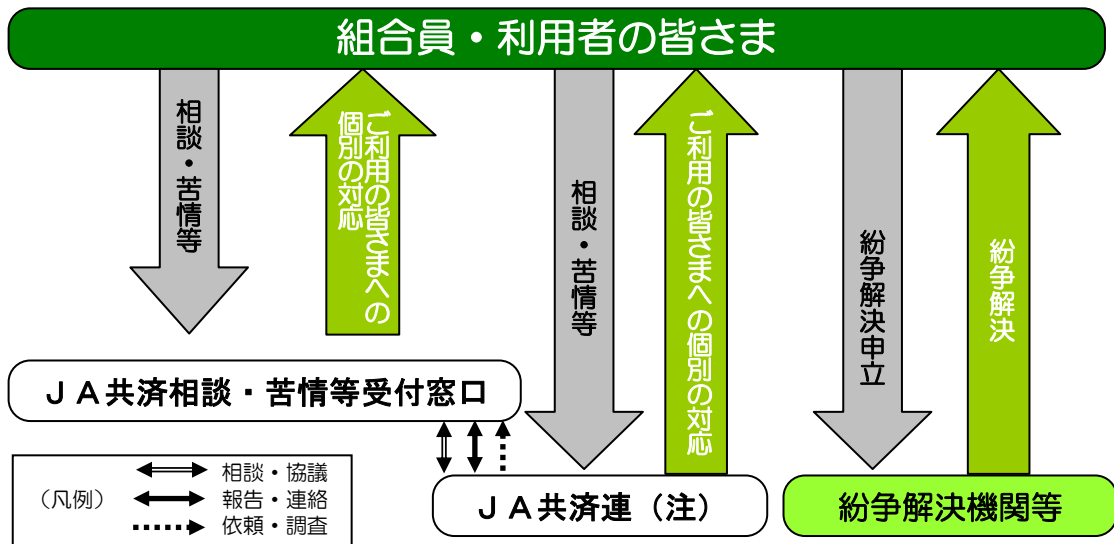 組合員・利用者の皆さま
相談・苦情等
ご利用の皆さまへの
個別の対応
相談・苦情等
ご利用の皆さまへの個別の対応
紛争解決申立
紛争解決
ＪＡ共済相談・苦情等受付窓口
ＪＡ共済連（注）
紛争解決機関等
（凡例）
相談・協議
報告・連絡
依頼・調査